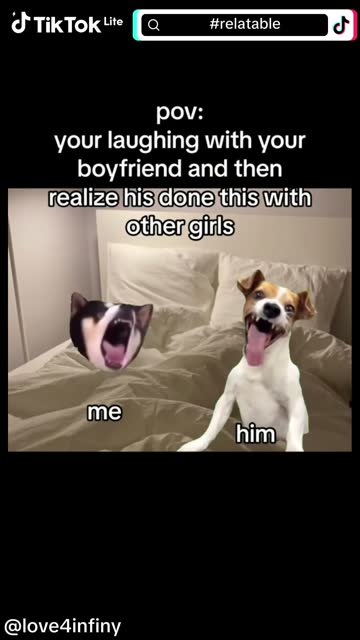 TikTok Lite
#relatable
pov:
your laughing with your
boyfriend and then
realize his done this with
other girls
me
him
@love4infiny